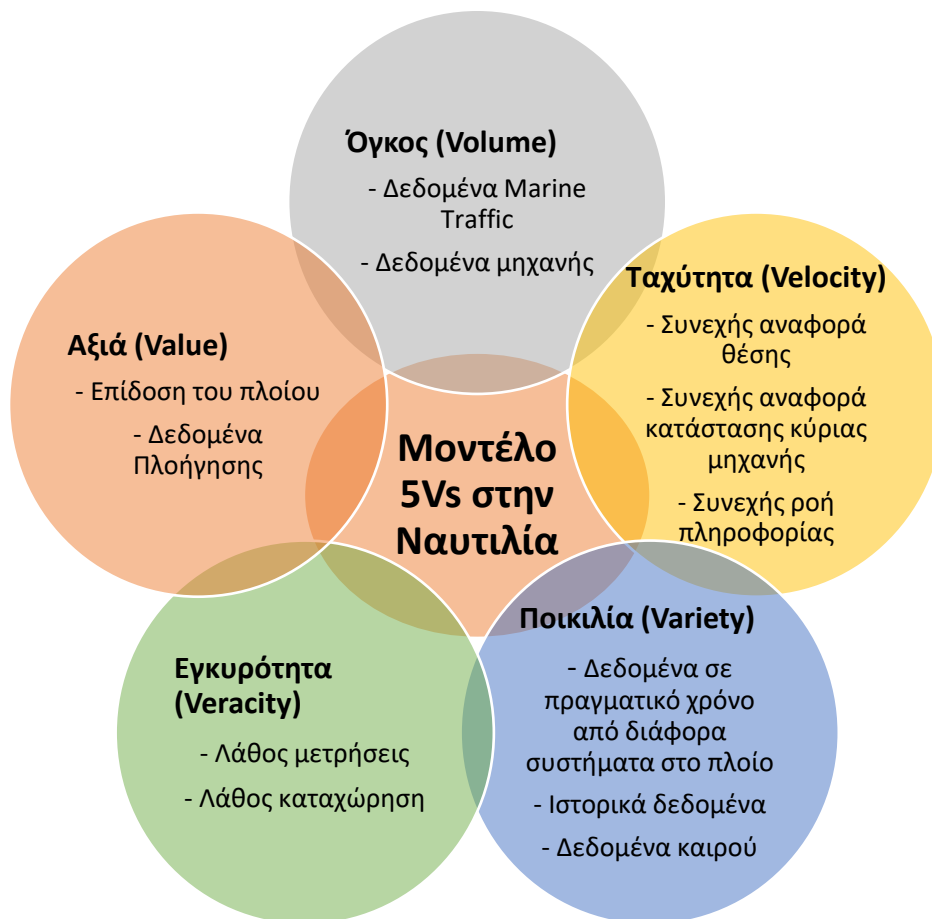 Όγκος (Volume)
- Δεδομένα Marine
Traffic
- Δεδομένα μηχανής
Ταχύτητα (Velocity)
- Συνεχής αναφορά
θέσης
- Συνεχής αναφορά
κατάστασης κύριας
μηχανής
- Συνεχής ροή
πληροφορίας
Ποικιλία (Variety)
- Δεδομένα σε
πραγματικό χρόνο
από διάφορα
συστήματα στο πλοίο
- Ιστορικά δεδομένα
- Δεδομένα καιρού
Εγκυρότητα
(Veracity)
- Λάθος μετρήσεις
- Λάθος καταχώρηση
Αξιά (Value)
- Επίδοση του πλοίου
- Δεδομένα
Πλοήγησης
Μοντέλο
5Vs στην
Ναυτιλία